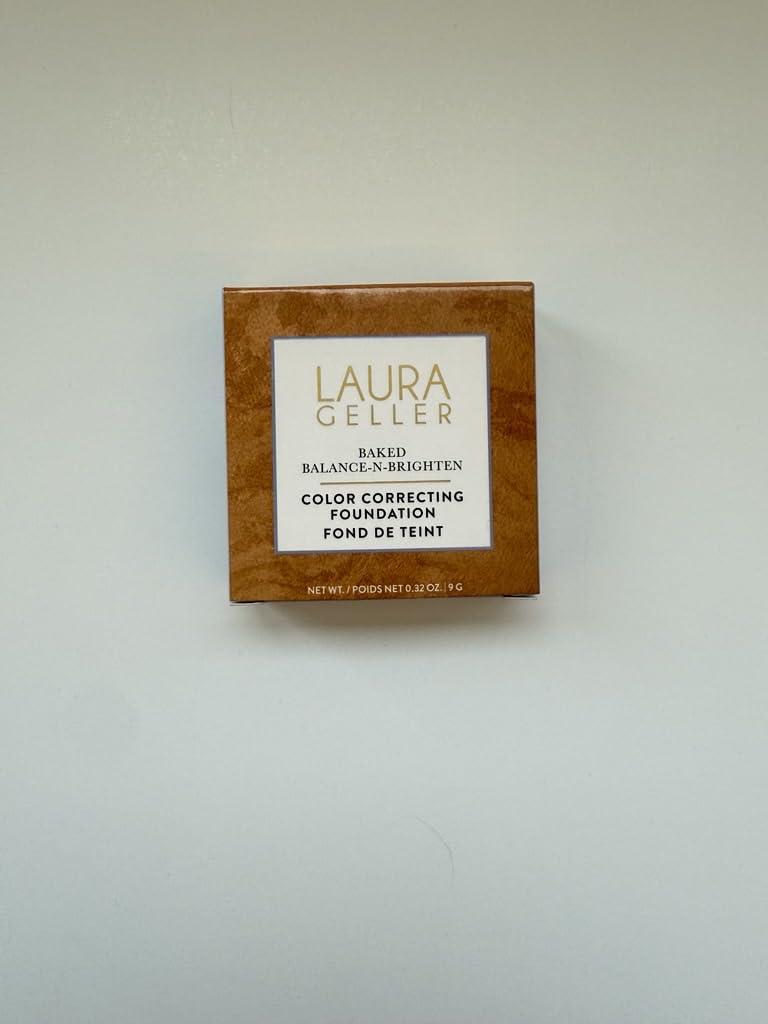 LAURA
GELLER
BAKED
BALANCE-N-BRIGHTEN
COLOR CORRECTING
FOUNDATION
FOND DE TEINT
NET WT. / POIDS NET 0.32 OZ. | 9 G